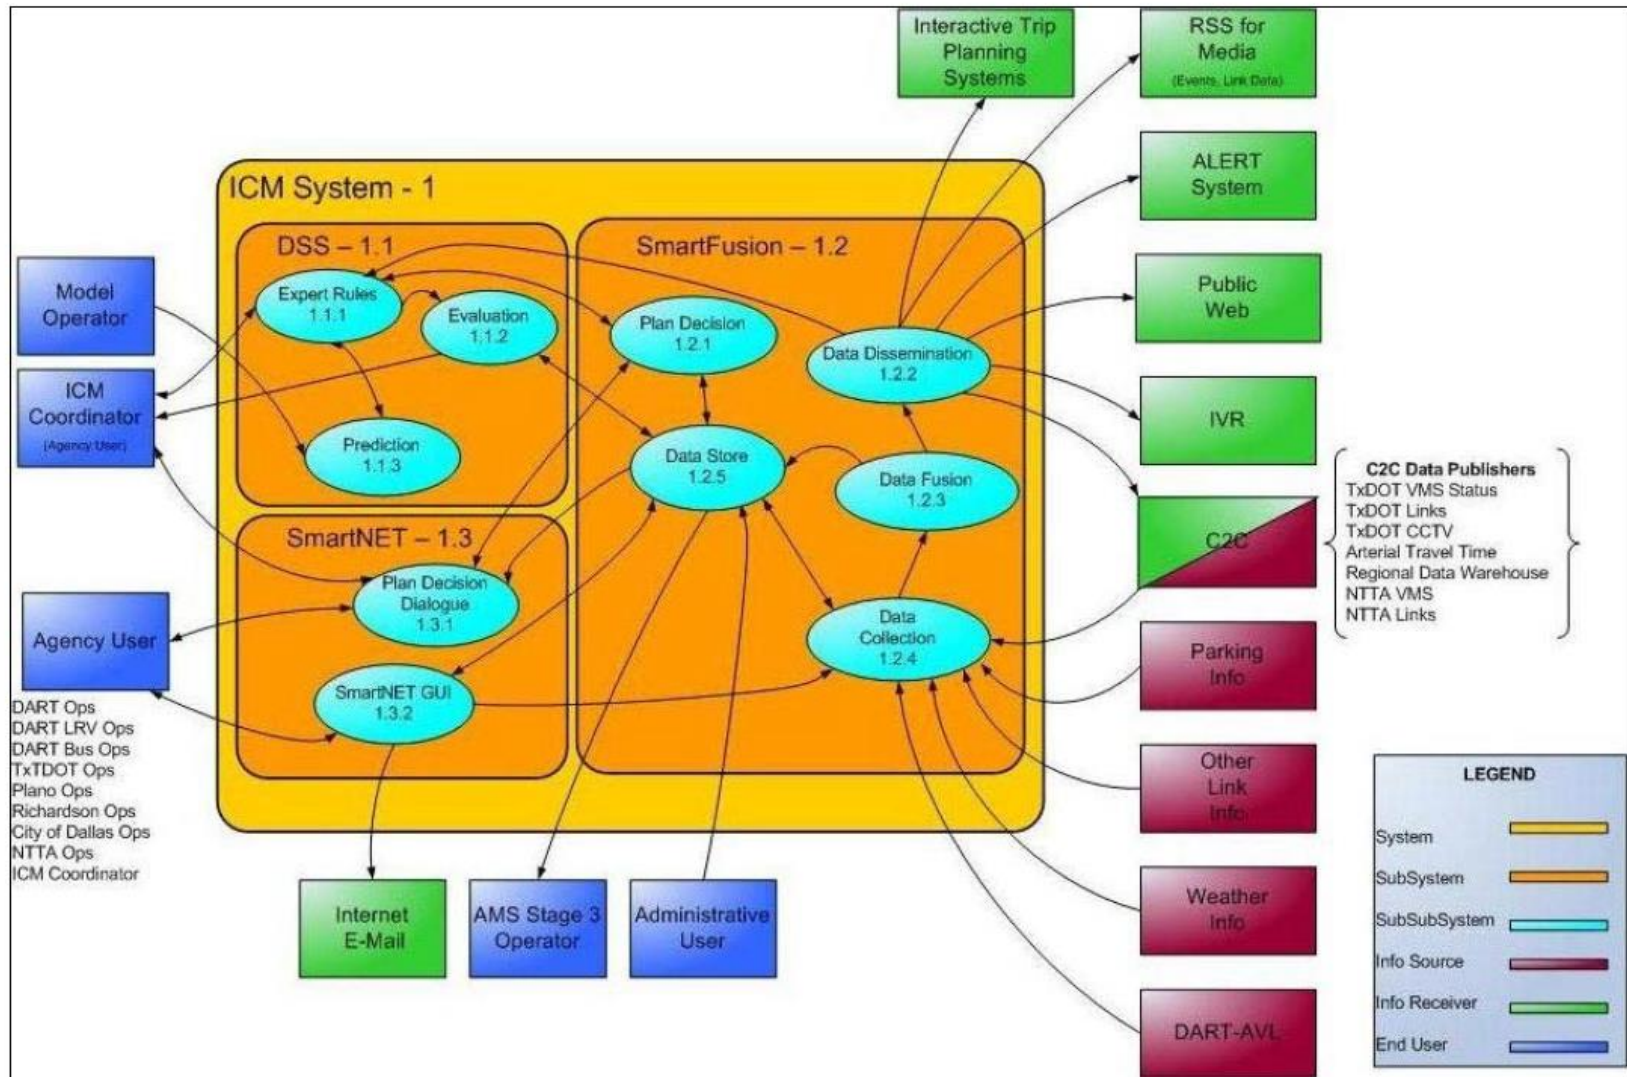 Interactive Trip
Planning
Systems
RSS for
Media
(Events, Link Data)
ALERT
System
ICM System - 1
DSS – 1.1
SmartFusion – 1.2
Model
Operator
Expert Rules
1.1.1
Evaluation
1.1.2
Plan Decision
1.2.1
Data Dissemination
1.2.2
Public
Web
ICM
Coordinator
(Agency User)
Prediction
1.1.3
Data Store
1.2.5
Data Fusion
1.2.3
IVR
C2C
C2C Data Publishers
TxDOT VMS Status
TxDOT Links
TxDOT CCTV
Arterial Travel Time
Regional Data Warehouse
NTTA VMS
NTTA Links
SmartNET – 1.3
Plan Decision
Dialogue
1.3.1
Data
Collection
1.2.4
Agency User
SmartNET GUI
1.3.2
DART Ops
DART LRV Ops
DART Bus Ops
TxTDOT Ops
Plano Ops
Richardson Ops
City of Dallas Ops
NTTA Ops
ICM Coordinator
Parking
Info
Other
Link
Info
Weather
Info
DART-AVL
Internet
E-Mail
AMS Stage 3
Operator
Administrative
User
LEGEND
System
SubSystem
SubSubSystem
Info Source
Info Receiver
End User